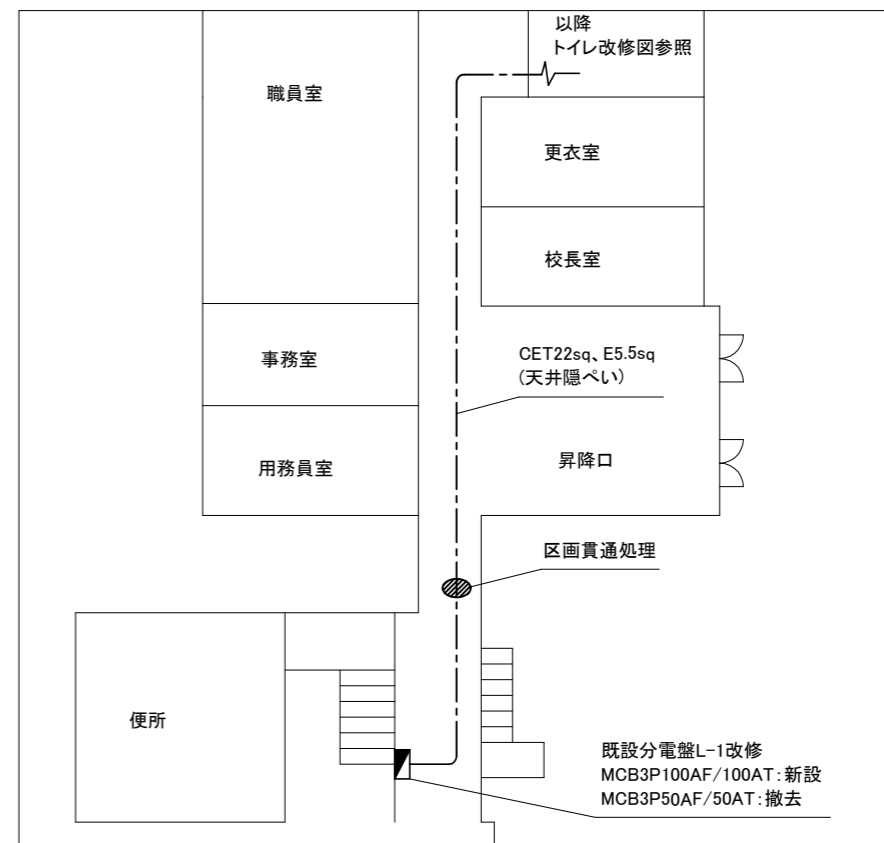 以降
トイレ改修図参照
職員室
更衣室
校長室
事務室
CET22sq、E5.5sq
(天井隠ぺい)
用務員室
昇降口
区画貫通処理
便所
既設分電盤L-1改修
MCB3P100AF/100AT:新設
MCB3P50AF/50AT:撤去